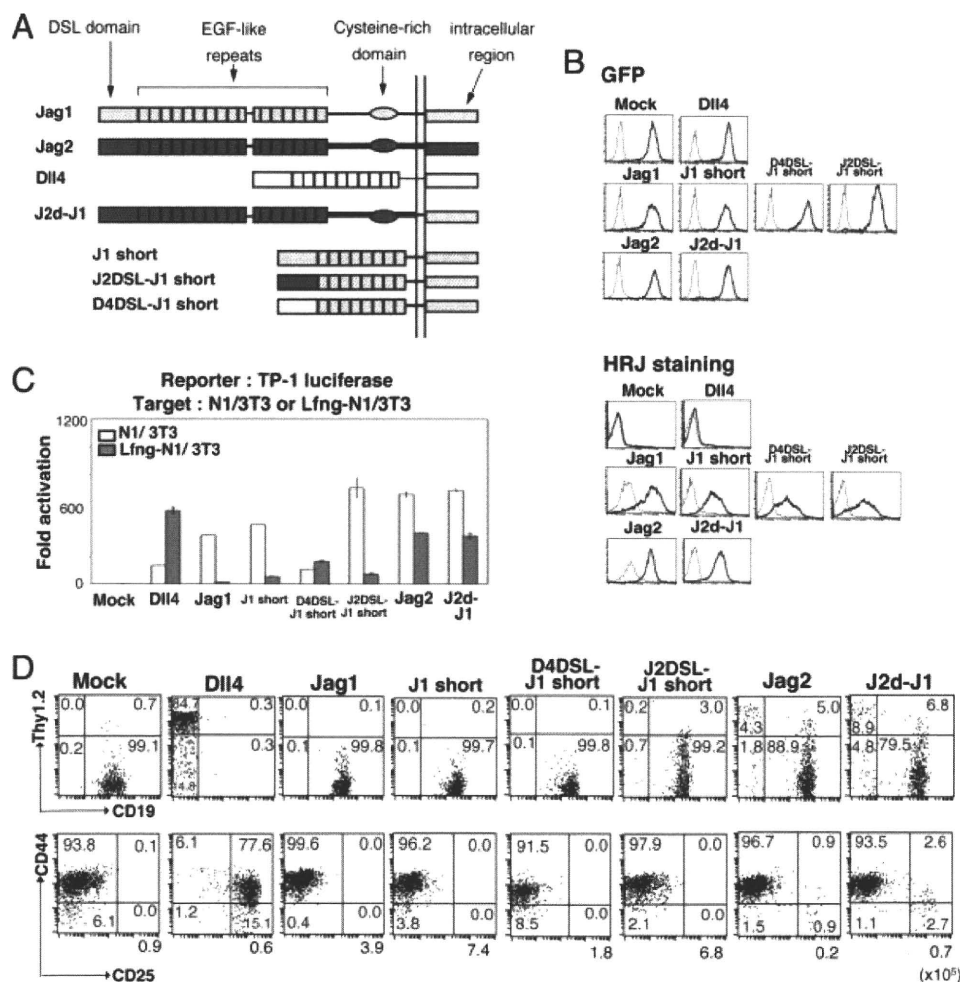 A
DSL domain
EGF-like
repeats
Cysteine-rich
domain
intracellular
region
Jag1
Jag2
Dll4
J2d-J1
J1 short
J2DSL-J1 short
D4DSL-J1 short
B
GFP
Mock Dll4
Jag1 J1 short D4DSL-
J1 short J2DSL-
J1 short
Jag2 J2d-J1
HRJ staining
Mock Dll4
Jag1 J1 short D4DSL-
J1 short J2DSL-
J1 short
Jag2 J2d-J1
C
Reporter : TP-1 luciferase
Target : N1/3T3 or Lfng-N1/3T3
Fold activation
1200
600
0
N1/ 3T3
Lfng-N1/ 3T3
Mock Dll4 Jag1 J1 short D4DSL-
J1 short J2DSL-
J1 short Jag2 J2d-
J1
D
Mock Dll4 Jag1 J1 short D4DSL-
J1 short J2DSL-
J1 short Jag2 J2d-J1
Thy1.2
0.0 0.7 84.7 0.3 0.0 0.1 0.0 0.2 0.0 0.1 0.2 3.0 4.3 5.0 8.9 6.8
0.2 99.1 14.8 0.3 0.1 99.8 0.1 99.7 0.1 99.8 0.7 99.2 1.8 88.9 4.8 79.5
CD19
CD44
93.8 0.1 6.1 77.6 99.6 0.0 96.2 0.0 91.5 0.0 97.9 0.0 96.7 0.9 93.5 2.6
6.1 0.0 1.2 15.1 0.4 0.0 3.8 0.0 8.5 0.0 2.1 0.0 1.5 0.9 1.1 2.7
0.9 0.6 3.9 7.4 1.8 6.8 0.2 0.7
CD25
(x10⁵)